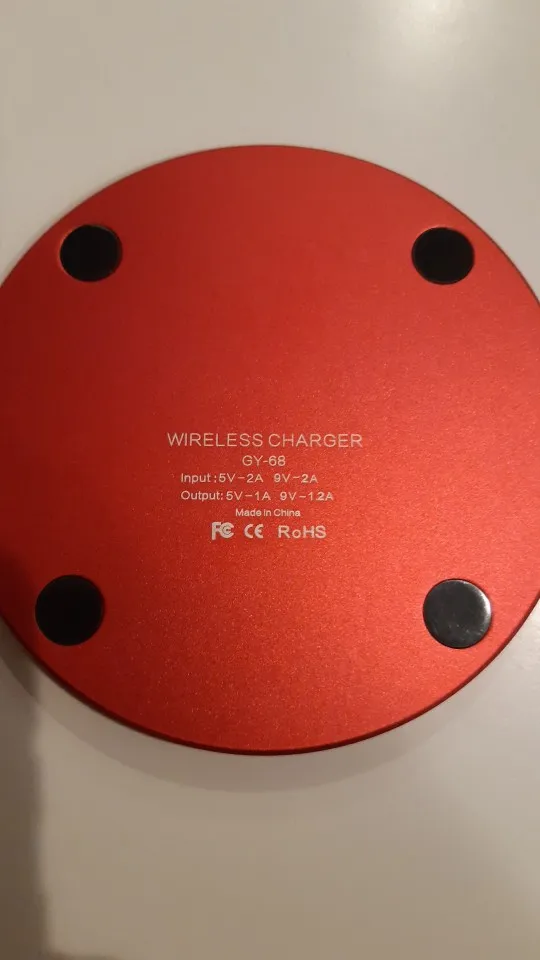 WIRELESS CHARGER
GY-68
Input:5V-2A 9V-2A
Output:5V-1A 9V-1.2A
Made in China
FC CE RoHS